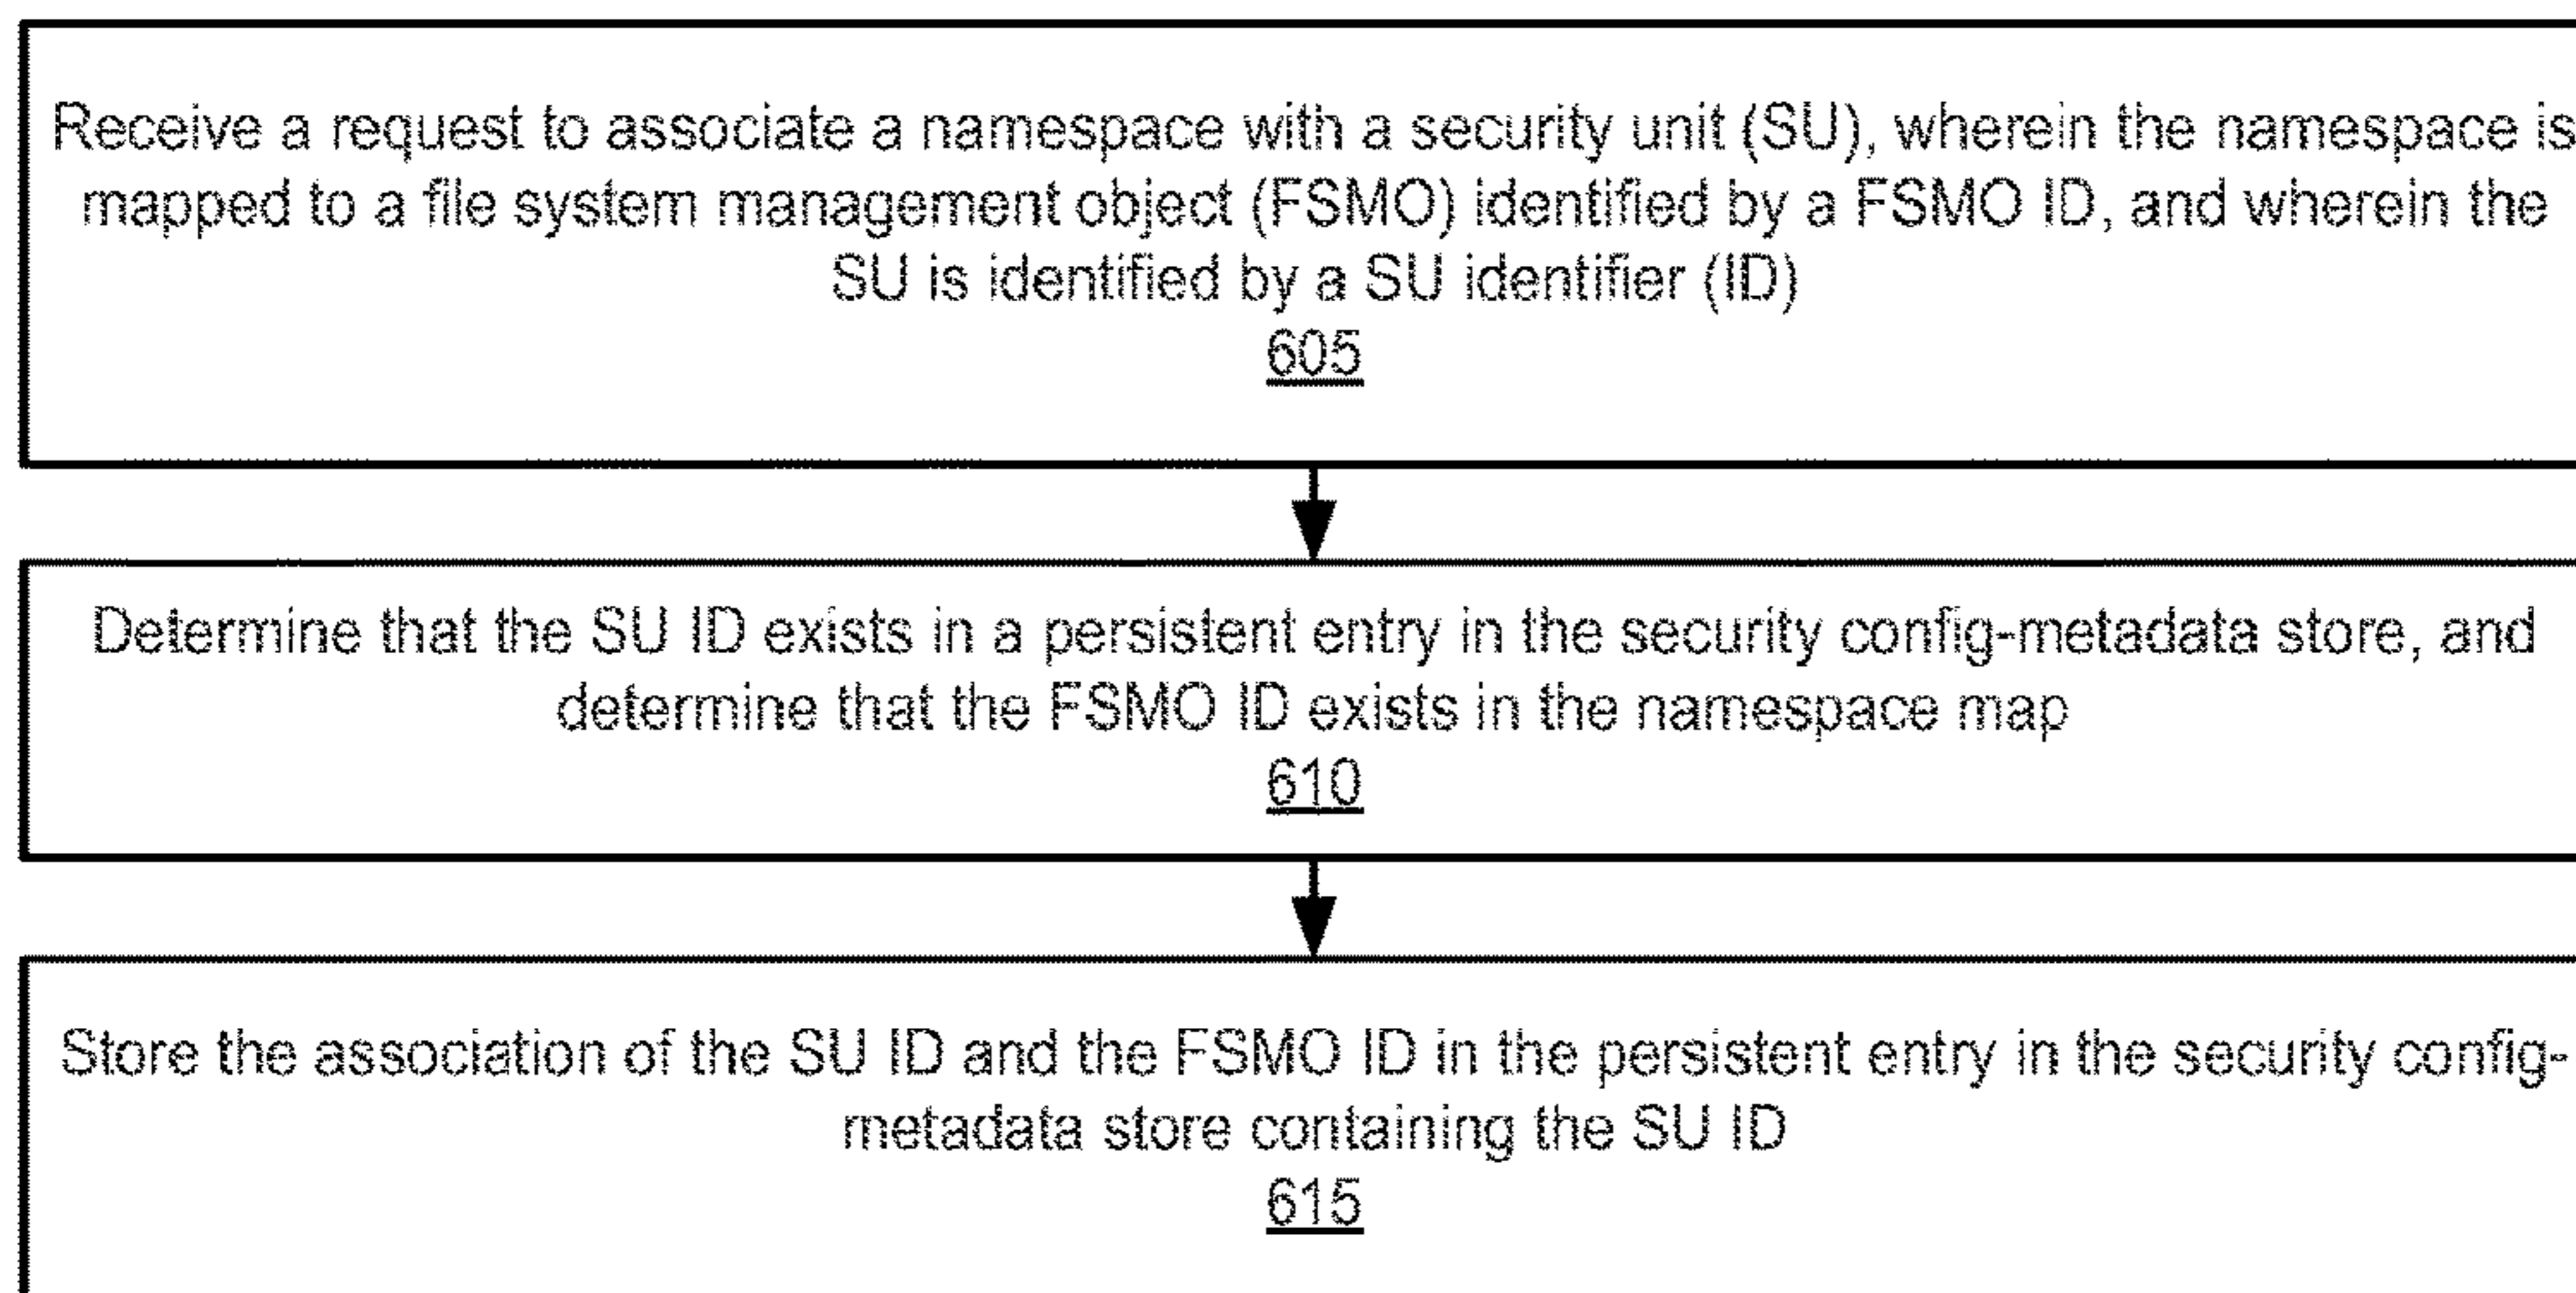 Receive a request to associate a namespace with a security unit (SU), wherein the namespace is
mapped to a file system management object (FSMO) identified by a FSMO ID, and wherein the
SU is identified by a SU identifier (ID)
605
Determine that the SU ID exists in a persistent entry in the security config-metadata store, and
determine that the FSMO ID exists in the namespace map
610
Store the association of the SU ID and the FSMO ID in the persistent entry in the security config-
metadata store containing the SU ID
615